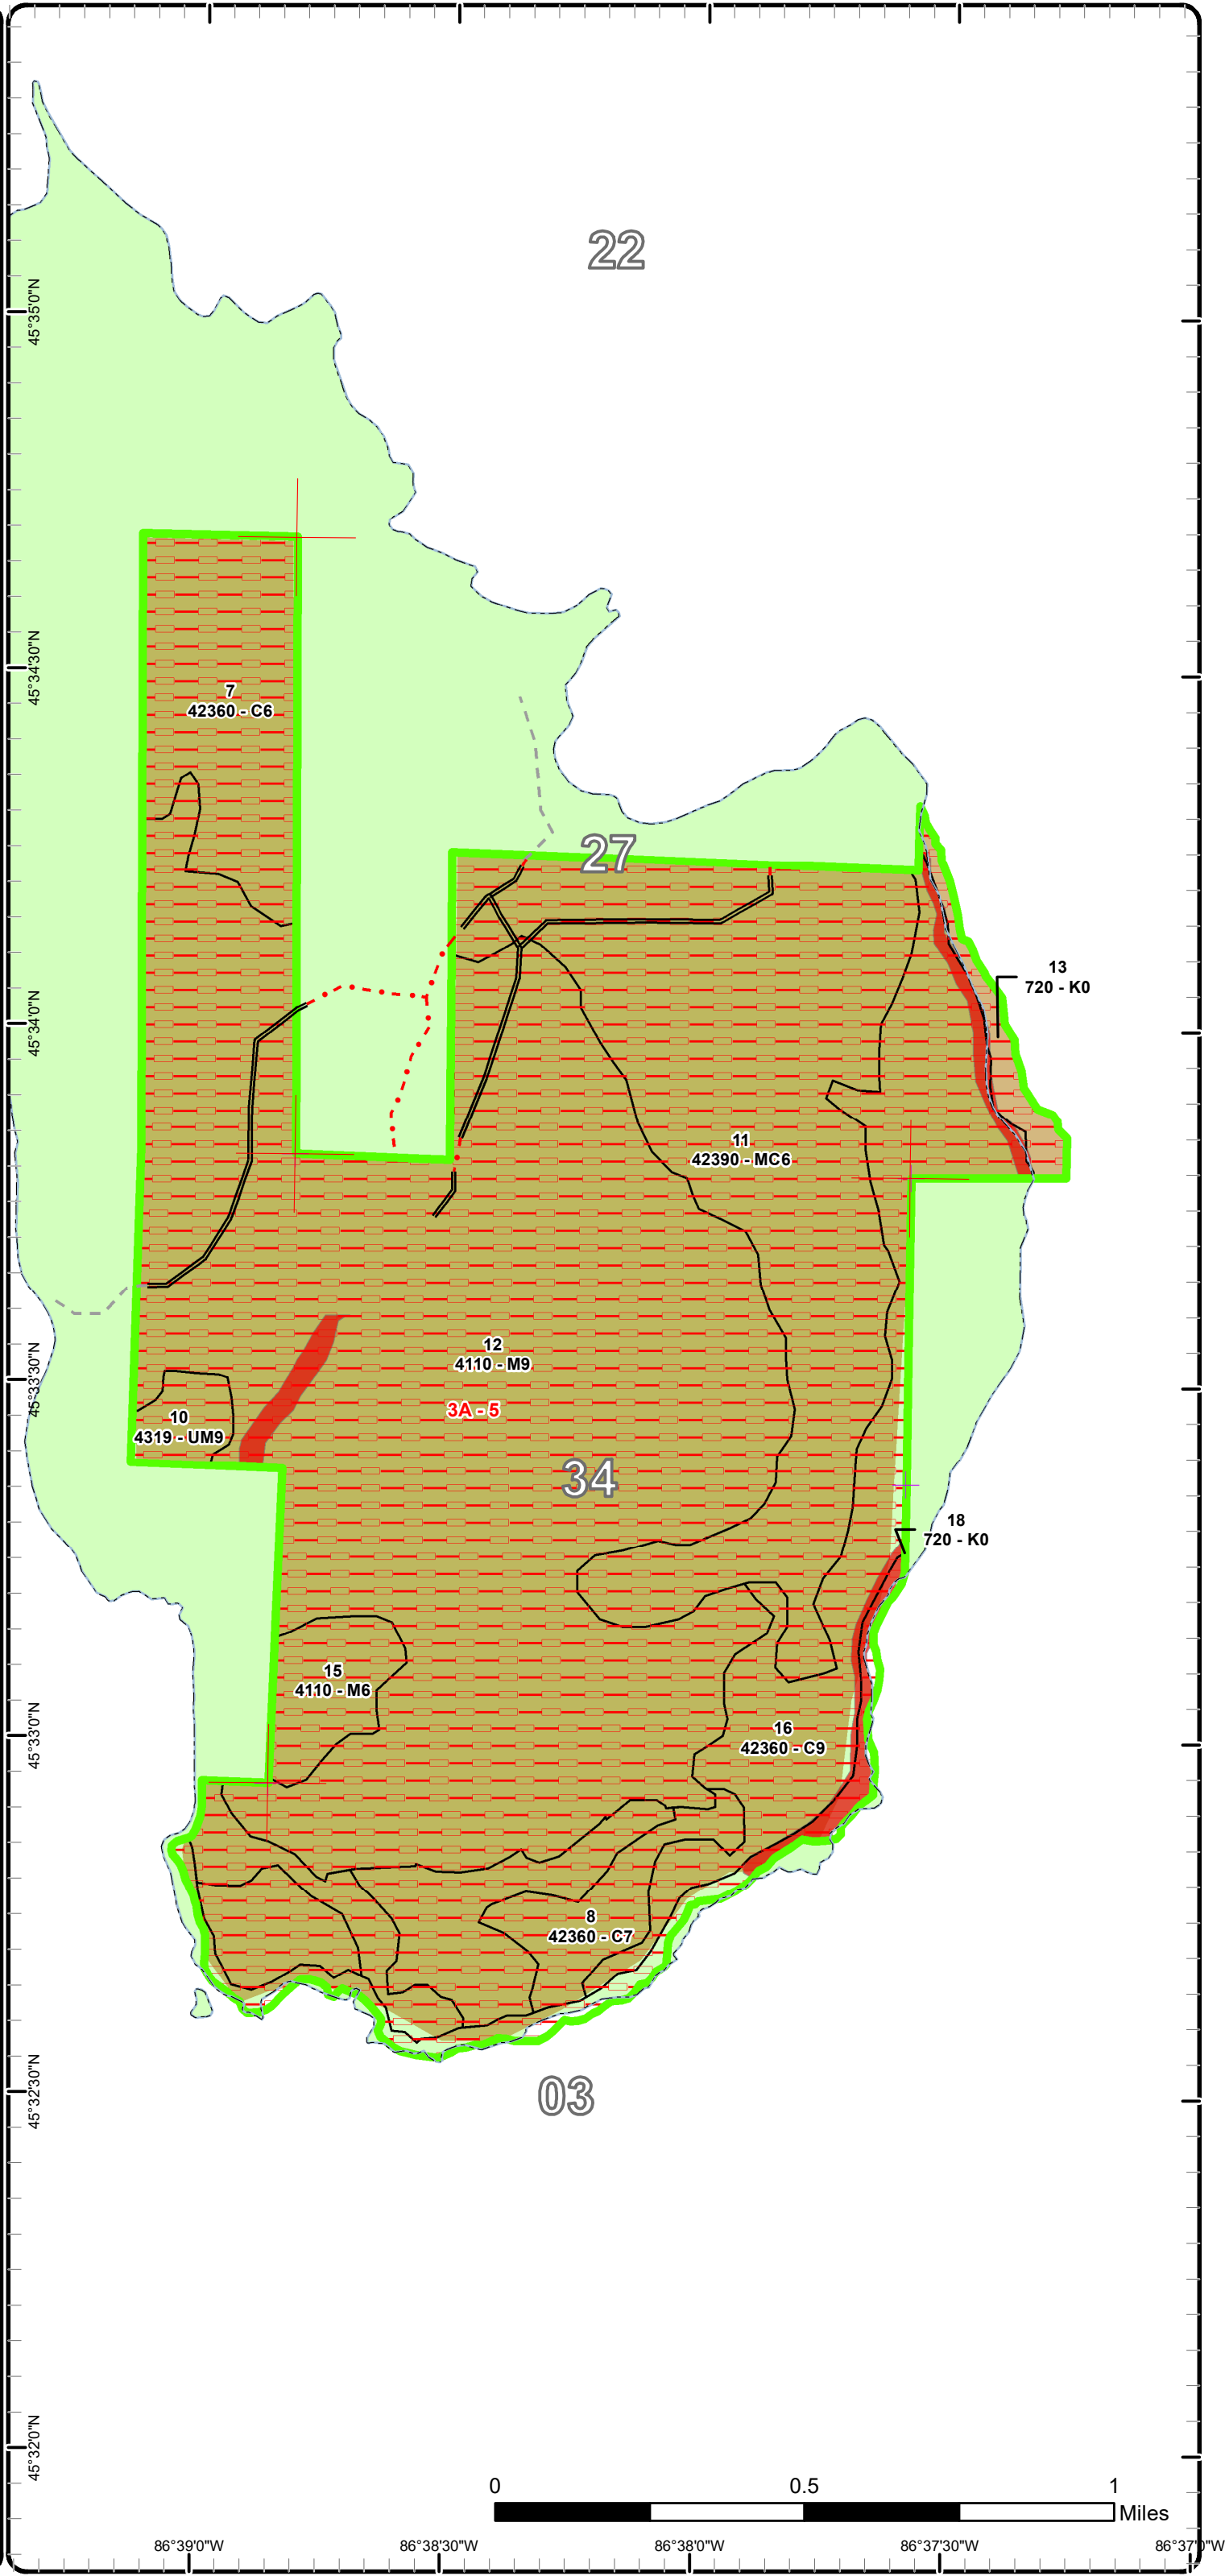 22
45°35'0"N
45°34'30"N
7
42360 - C6
27
13
720 - K0
45°34'0"N
11
42390 - MC6
12
4110 - M9
45°33'30"N
3A - 5
10
4319 - UM9
34
18
720 - K0
15
4110 - M6
16
42360 - C9
45°33'0"N
8
42360 - C7
03
45°32'30"N
45°32'0"N
0 0.5 1
Miles
86°39'0"W 86°38'30"W 86°38'0"W 86°37'30"W 86°37'0"W